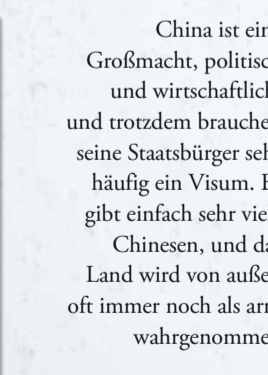 China ist ein
Großmacht, politisc
und wirtschaftlich
und trotzdem brauche
seine Staatsbürger seh
häufig ein Visum. E
gibt einfach sehr vie
Chinesen, und da
Land wird von auße
oft immer noch als arm
wahrgenomme